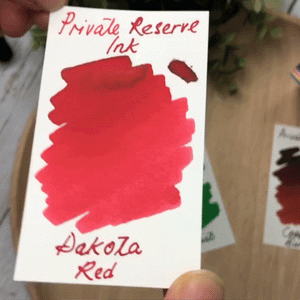 Private Reserve
Ink
Dakota
Red